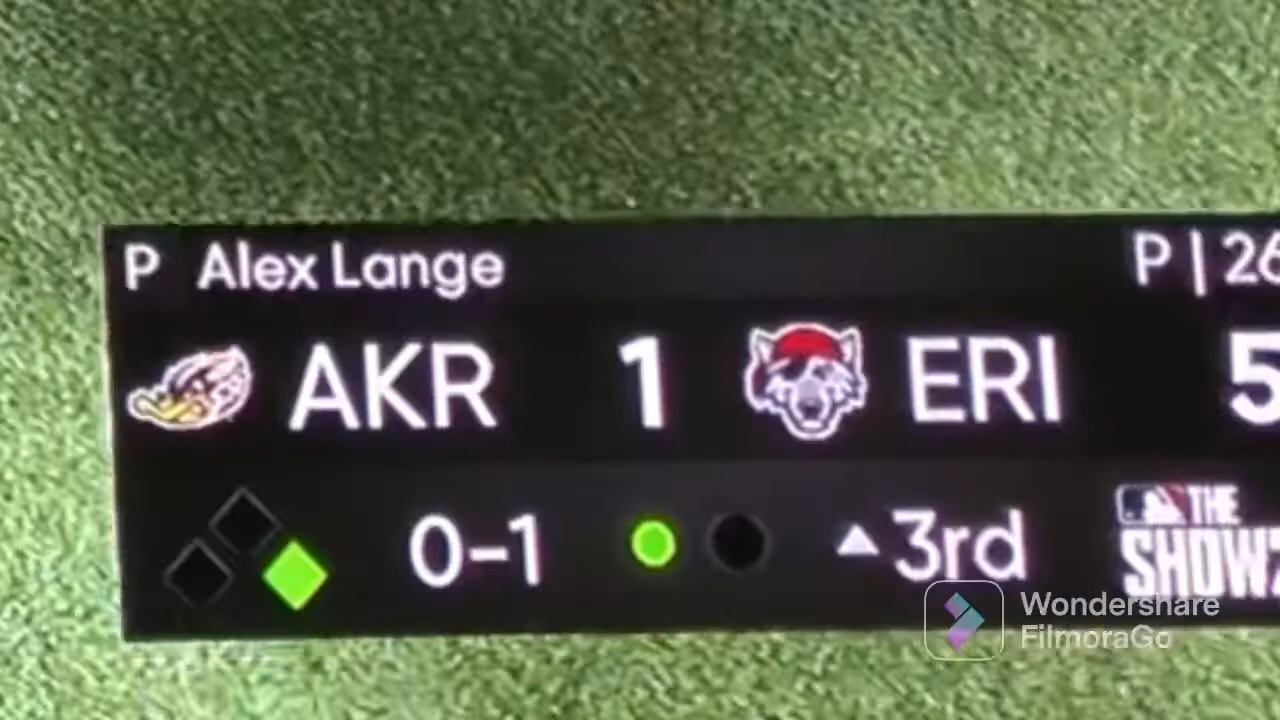 P Alex Lange P | 26
AKR 1 ERI 5
0-1 3rd
THE
SHOW
Wondershare
FilmoraGo